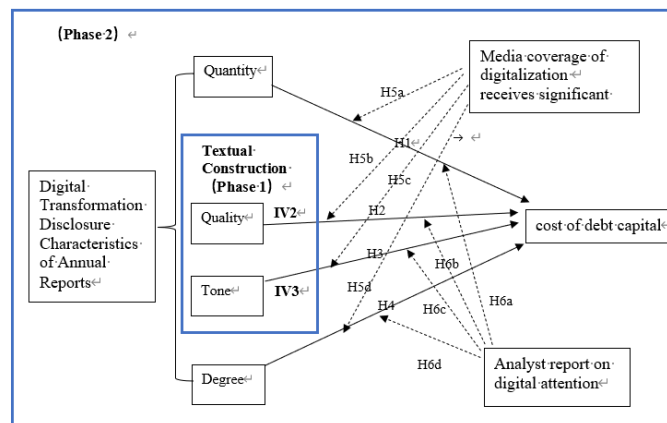 (Phase 2)
Quantity
Media coverage of
digitalization
receives significant
H5a
H1
H5b
H5c
Textual
Construction
(Phase 1)
Digital
Transformation
Disclosure
Characteristics
of Annual
Reports
Quality
IV2
H2
cost of debt capital
H3
H6b
Tone
IV3
H5d
H6c
H6a
H4
Degree
H6d
Analyst report on
digital attention